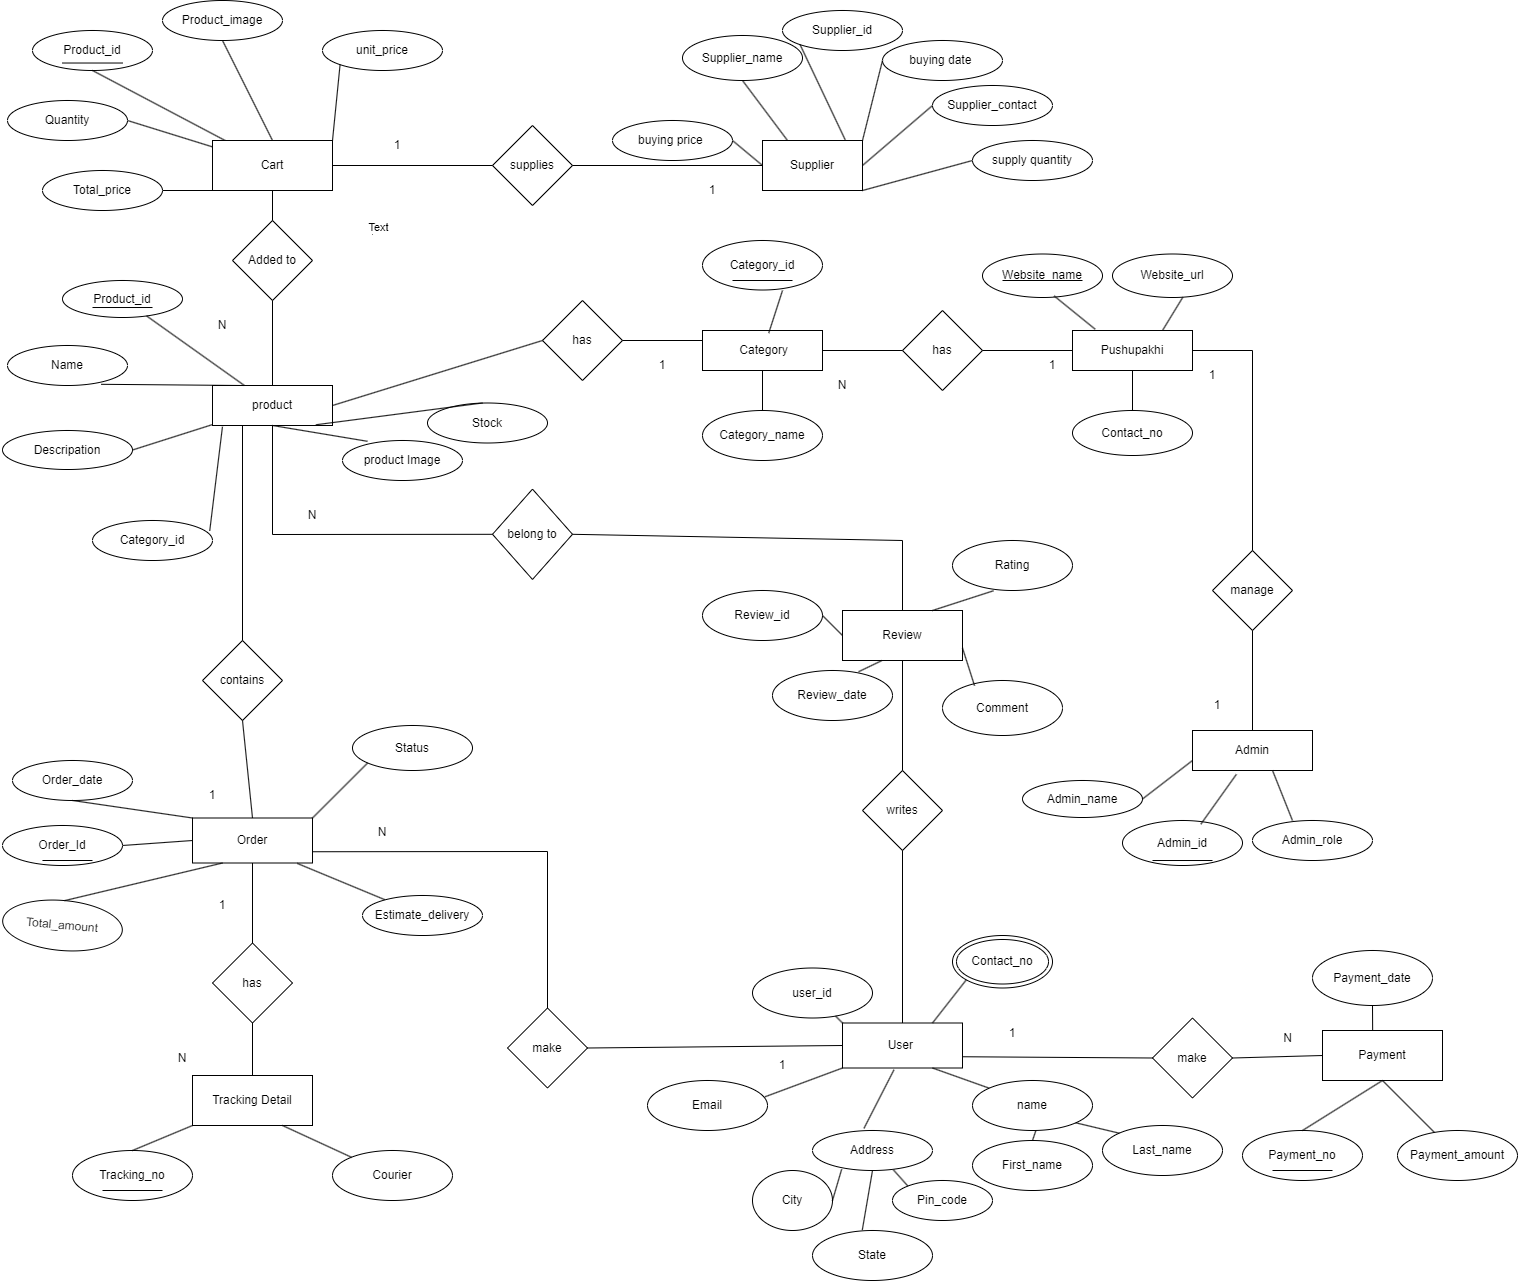 Product_image
Product_id
unit_price
Quantity
Cart
Total_price
1
supplies
1
Supplier_id
Supplier_name
buying date
Supplier_contact
buying price
Supplier
supply quantity
Text
Added to
N
Product_id
Name
product
Descripation
Category_id
Stock
product Image
has
1
Category_id
Category
Category_name
N
has
1
Website_name
Website_url
Pushupakhi
Contact_no
1
manage
1
Admin
Admin_name
Admin_id
Admin_role
N
belong to
Rating
Review_id
Review
Review_date
Comment
writes
contains
1
Status
Order_date
Order
Order_Id
Total_amount
Estimate_delivery
N
1
has
N
Tracking Detail
Tracking_no
Courier
make
1
user_id
Contact_no
User
Email
name
First_name
Last_name
Address
City
Pin_code
State
1
make
N
Payment_date
Payment
Payment_no
Payment_amount